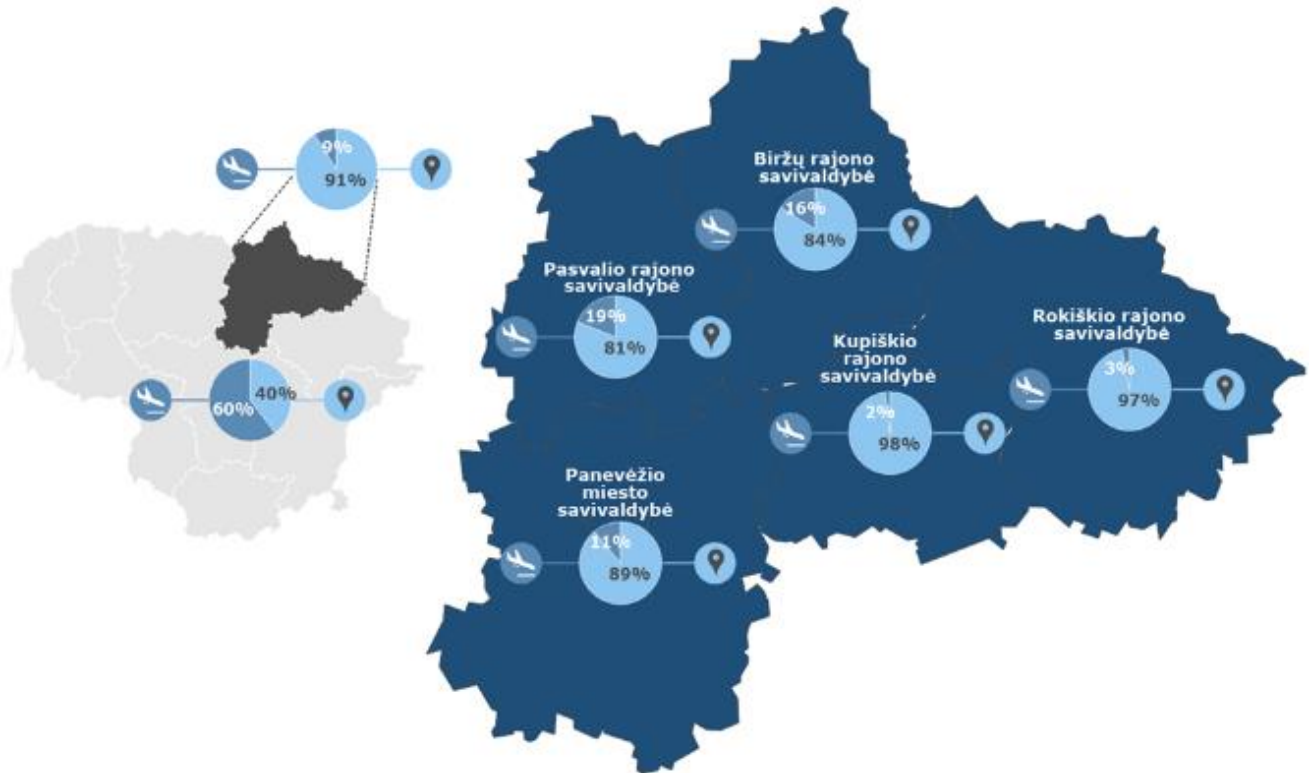 9%
91%
60%
40%
Biržų rajono
savivaldybė
16%
84%
Pasvalio rajono
savivaldybė
19%
81%
Kupiškio
rajono
savivaldybė
2%
98%
Rokiškio rajono
savivaldybė
3%
97%
Panevėžio
miesto
savivaldybė
11%
89%